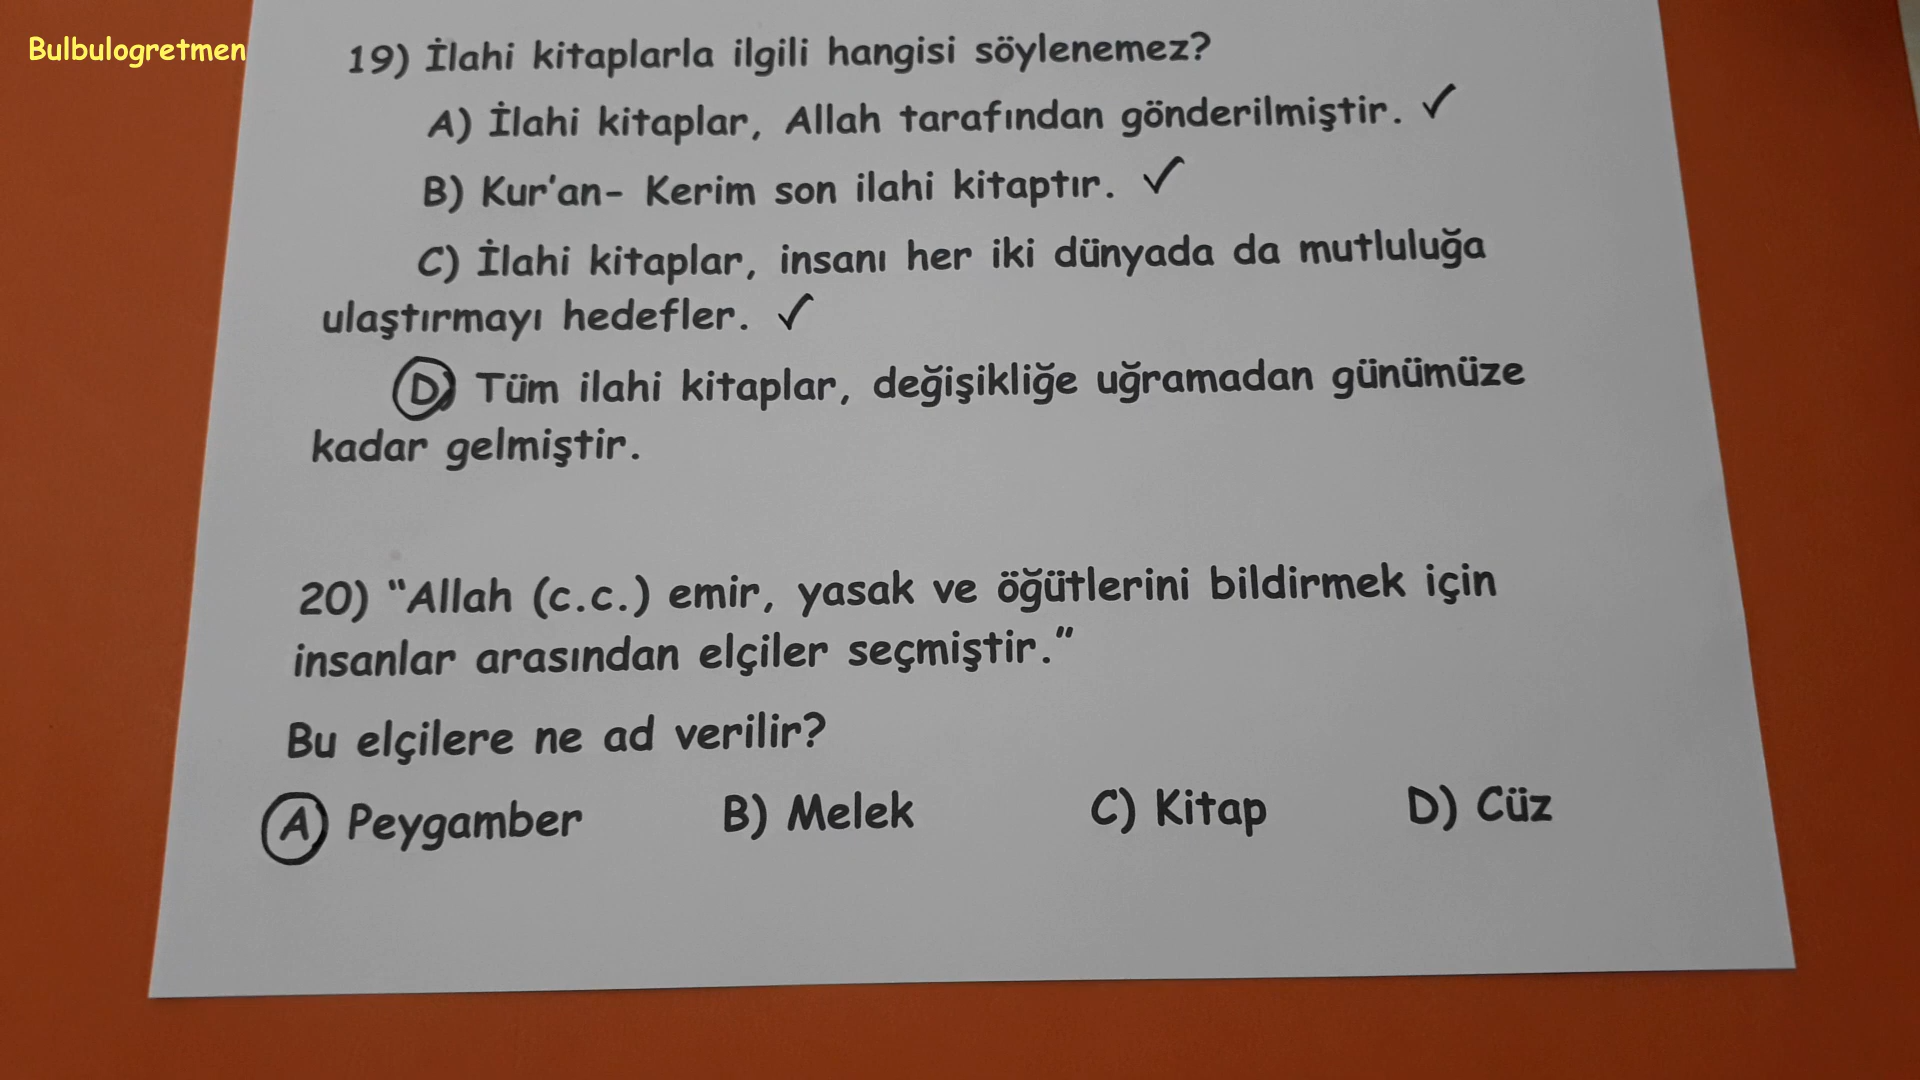 Bulbulogretmen
19) İlahi kitaplarla ilgili hangisi söylenemez?
A) İlahi kitaplar, Allah tarafından gönderilmiştir. ✓
B) Kur'an- Kerim son ilahi kitaptır. ✓
C) İlahi kitaplar, insanı her iki dünyada da mutluluğa
ulaştırmayı hedefler. ✓
D) Tüm ilahi kitaplar, değişikliğe uğramadan günümüze
kadar gelmiştir.
20) "Allah (c.c.) emir, yasak ve öğütlerini bildirmek için
insanlar arasından elçiler seçmiştir."
Bu elçilere ne ad verilir?
A) Peygamber B) Melek C) Kitap D) Cüz